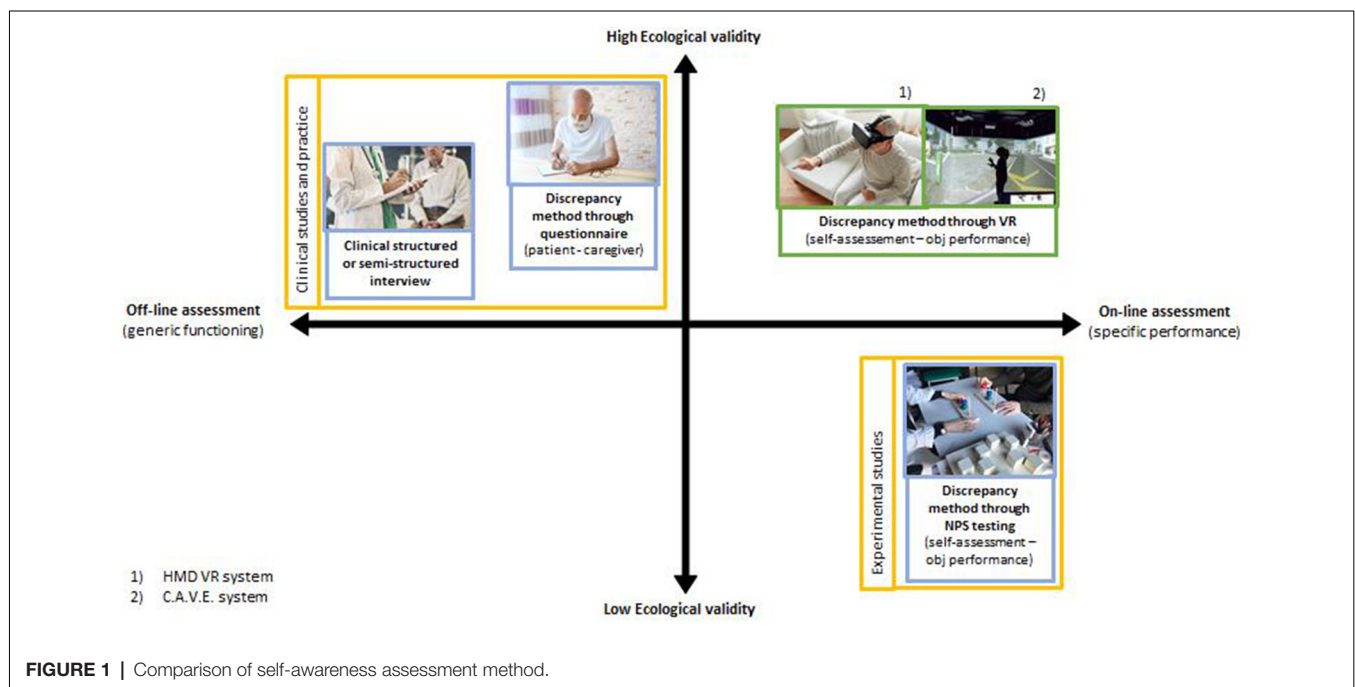 High Ecological validity
1)
2)
Clinical studies and practice
Discrepancy
method through
questionnaire
(patient - caregiver)
Clinical structured
or semi-structured
interview
Discrepancy method through VR
(self-assessement – obj performance)
Off-line assessment
(generic functioning)
On-line assessment
(specific performance)
Experimental studies
Discrepancy
method through
NPS testing
(self-assessment –
obj performance)
1) HMD VR system
2) C.A.V.E. system
Low Ecological validity
FIGURE 1 | Comparison of self-awareness assessment method.